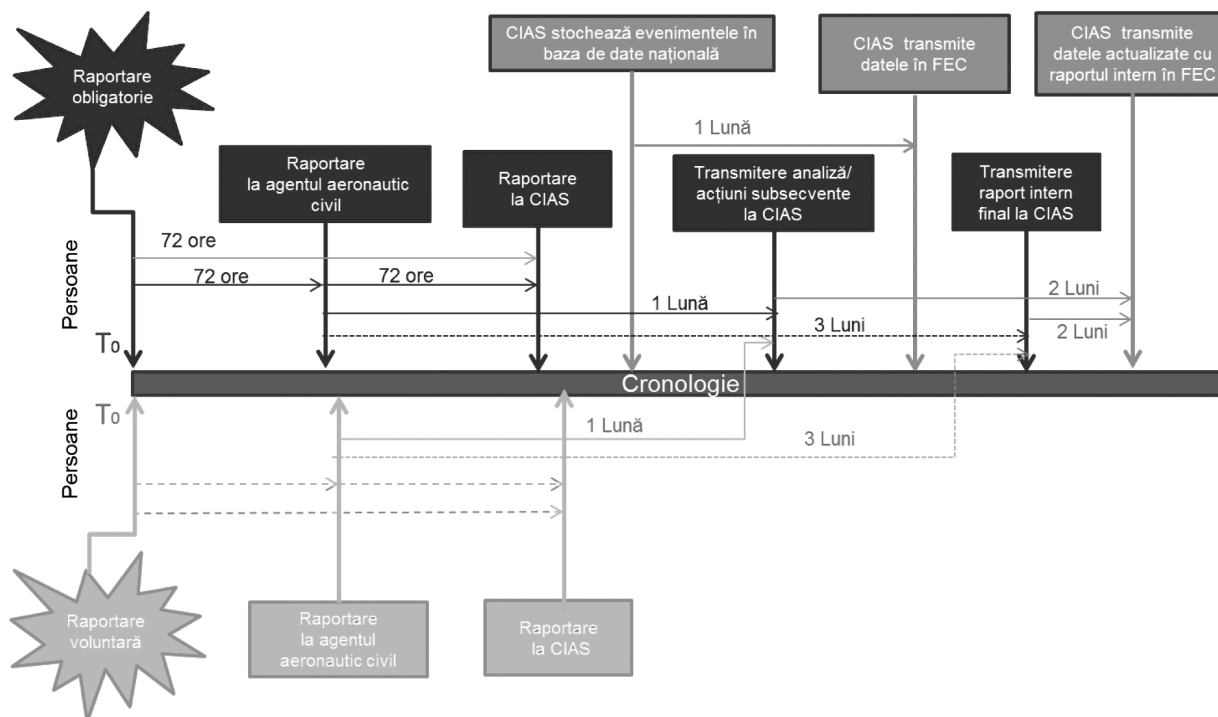 Raportare
obligatorie
CIAS stochează evenimentele în
baza de date națională
CIAS transmite
datele în FEC
CIAS transmite
datele actualizate cu
raportul intern în FEC
1 Lună
Raportare
la agentul aeronautic
civil
Raportare
la CIAS
Transmitere analiză/
acțiuni subsecvente
la CIAS
Transmitere
raport intern
final la CIAS
Persoane
72 ore
72 ore
72 ore
1 Lună
2 Luni
3 Luni
2 Luni
T0
Cronologie
T0
Persoane
1 Lună
3 Luni
Raportare
voluntară
Raportare
la agentul
aeronautic civil
Raportare
la CIAS